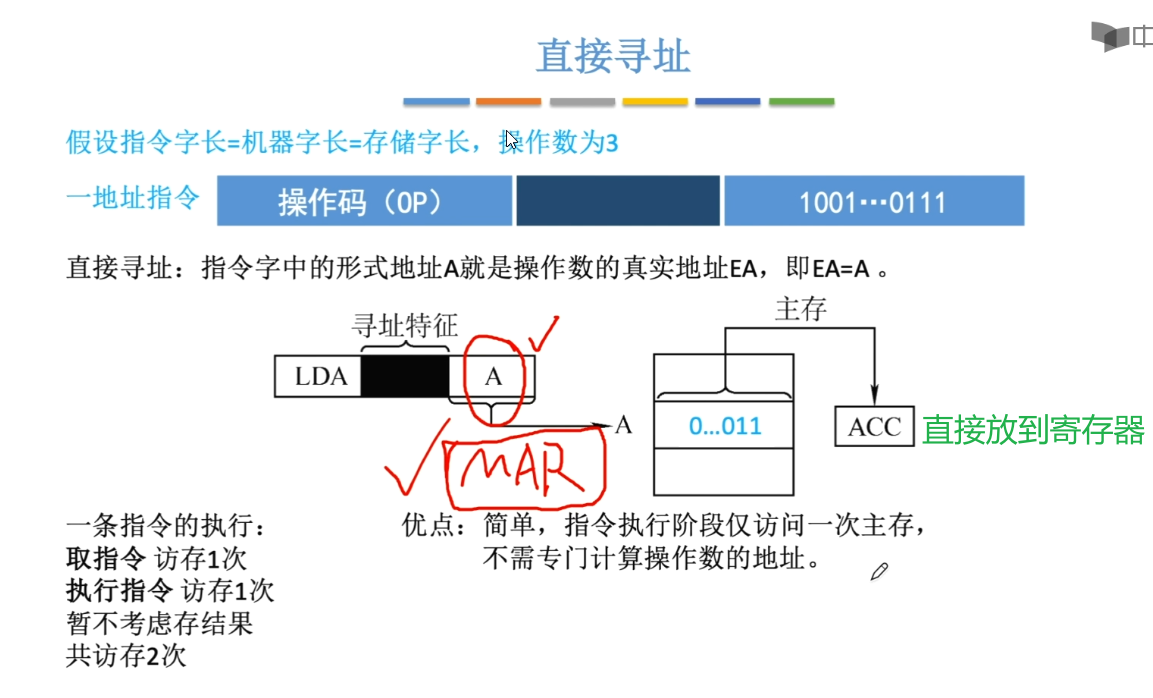 中
直接寻址
假设指令字长=机器字长=存储字长，操作数为3
一地址指令 操作码（OP） 1001…0111
直接寻址：指令字中的形式地址A就是操作数的真实地址EA，即EA=A 。
主存
寻址特征
LDA A
A 0…011 ACC 直接放到寄存器
MAR
一条指令的执行：
取指令 访存1次
执行指令 访存1次
暂不考虑存结果
共访存2次
优点：简单，指令执行阶段仅访问一次主存，
不需专门计算操作数的地址。